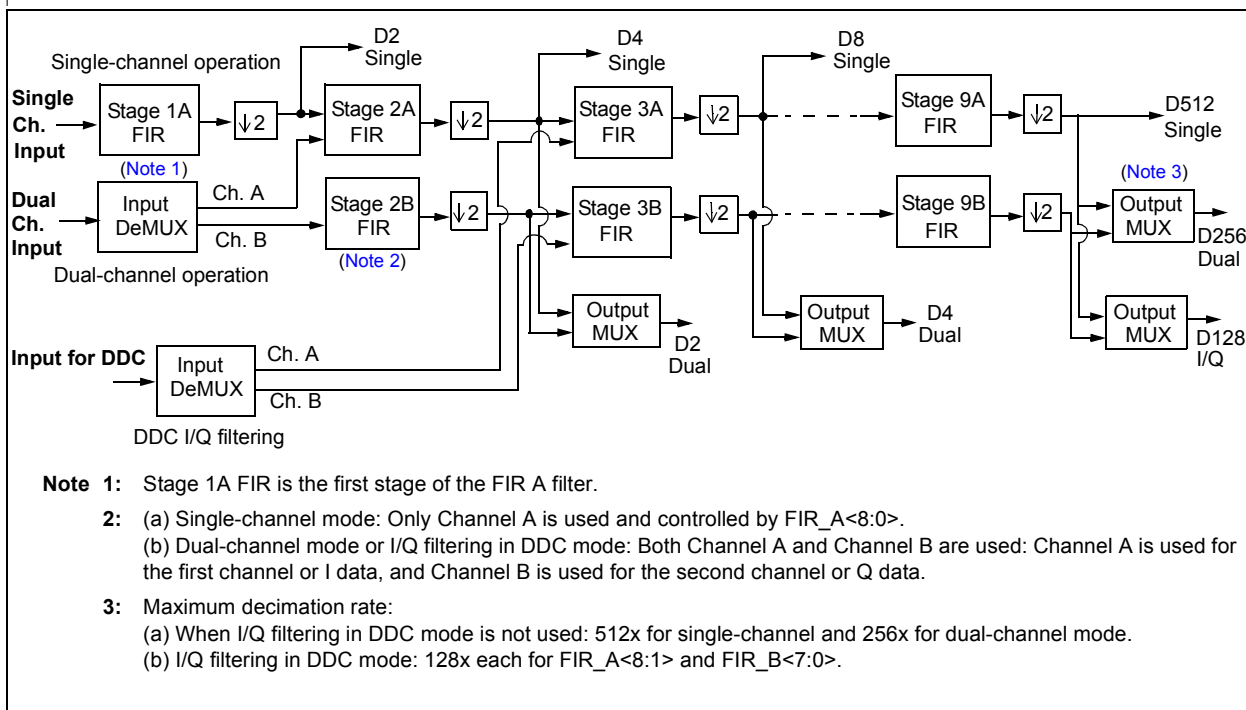 Single-channel operation
D2
Single
D4
Single
D8
Single
Single
Ch.
Input
Stage 1A
FIR
↓2
Stage 2A
FIR
↓2
Stage 3A
FIR
↓2
Stage 9A
FIR
↓2
D512
Single
(Note 1)
(Note 3)
Dual
Ch.
Input
Input
DeMUX
Ch. A
Ch. B
Stage 2B
FIR
↓2
Stage 3B
FIR
↓2
Stage 9B
FIR
↓2
Output
MUX
D256
Dual
(Note 2)
Dual-channel operation
Output
MUX
D2
Dual
Output
MUX
D4
Dual
Output
MUX
D128
I/Q
Input for DDC
Input
DeMUX
Ch. A
Ch. B
DDC I/Q filtering
Note 1: Stage 1A FIR is the first stage of the FIR A filter.
2: (a) Single-channel mode: Only Channel A is used and controlled by FIR_A<8:0>.
(b) Dual-channel mode or I/Q filtering in DDC mode: Both Channel A and Channel B are used: Channel A is used for
the first channel or I data, and Channel B is used for the second channel or Q data.
3: Maximum decimation rate:
(a) When I/Q filtering in DDC mode is not used: 512x for single-channel and 256x for dual-channel mode.
(b) I/Q filtering in DDC mode: 128x each for FIR_A<8:1> and FIR_B<7:0>.